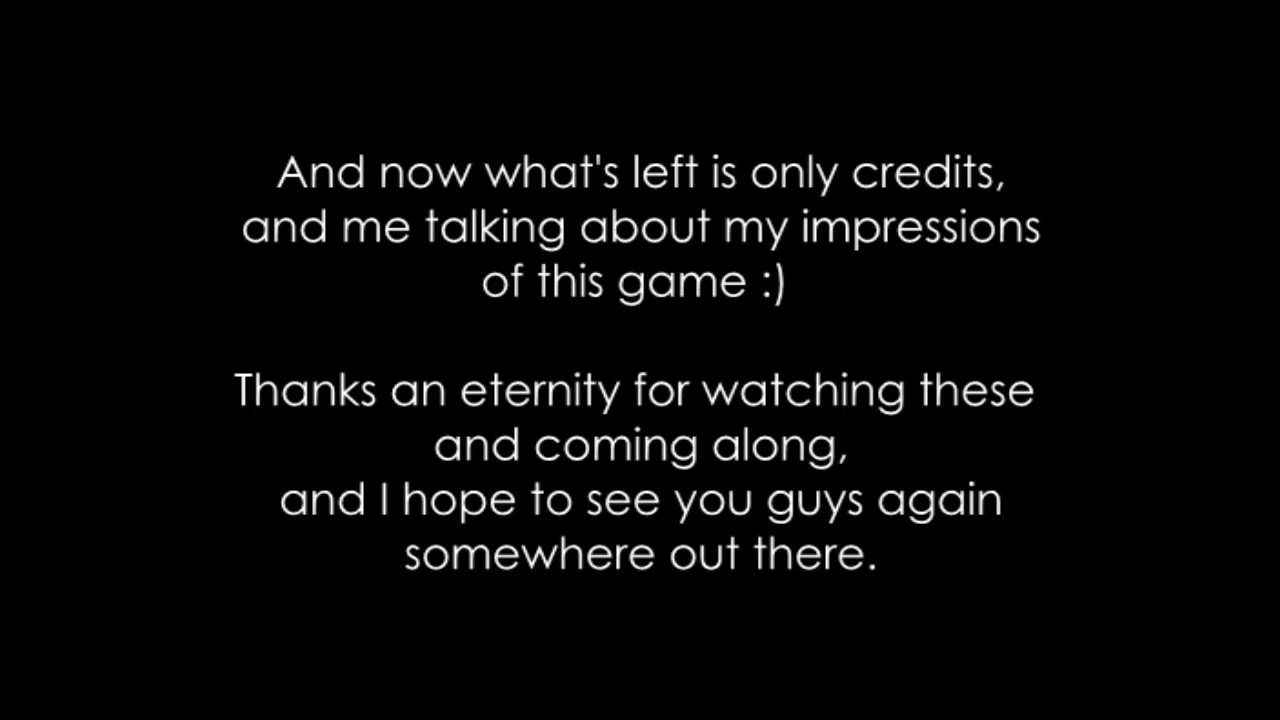 And now what's left is only credits,
and me talking about my impressions
of this game :)
Thanks an eternity for watching these
and coming along,
and I hope to see you guys again
somewhere out there.